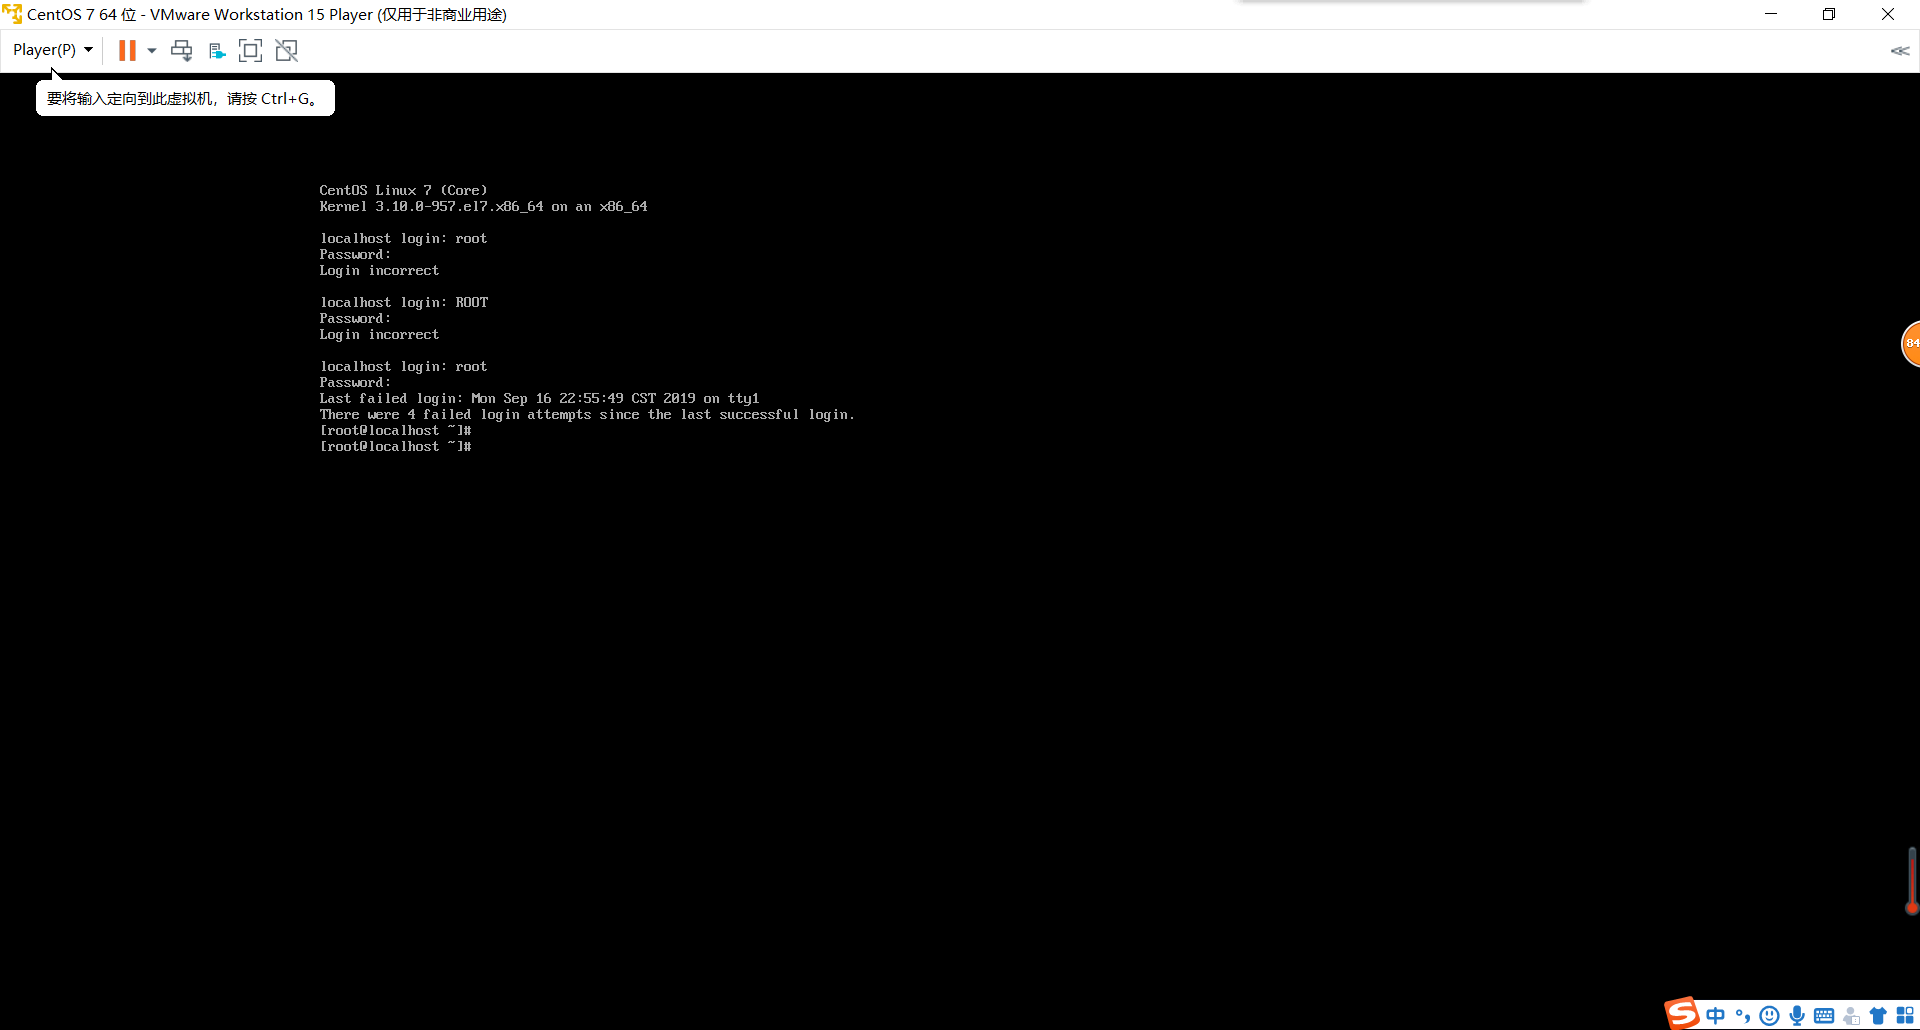 CentOS 7 64 位 - VMware Workstation 15 Player (仅用于非商业用途)
Player(P)
要将输入定向到此虚拟机，请按 Ctrl+G。
CentOS Linux 7 (Core)
Kernel 3.10.0-957.el7.x86_64 on an x86_64
localhost login: root
Password:
Login incorrect
localhost login: ROOT
Password:
Login incorrect
localhost login: root
Password:
Last failed login: Mon Sep 16 22:55:49 CST 2019 on tty1
There were 4 failed login attempts since the last successful login.
[root@localhost ~]#
[root@localhost ~]#
84
S 中